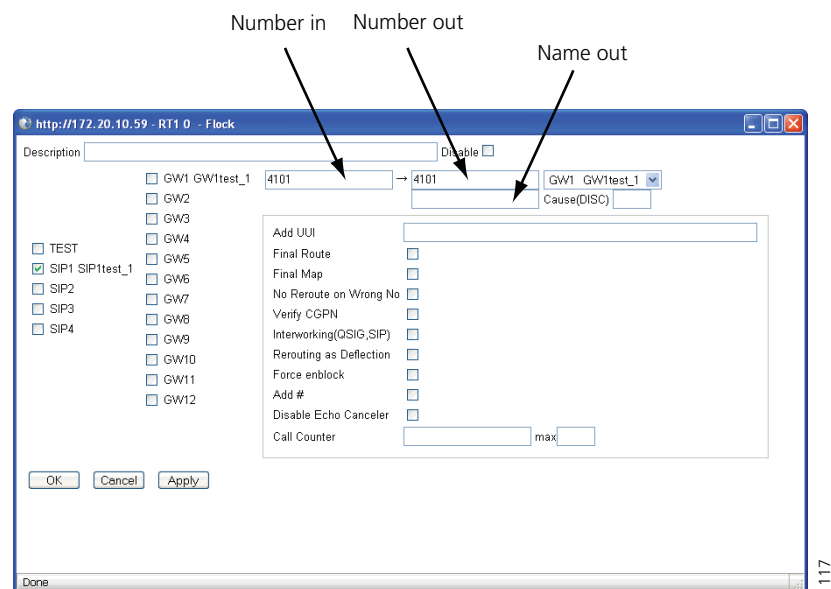 Number in Number out
Name out
http://172.20.10.59 - RT1 0 - Flock
Description Disable
GW1 GW1test_1 4101 → 4101 GW1 GW1test_1
GW2 Cause(DISC)
GW3
GW4
GW5
GW6
GW7
GW8
GW9
GW10
GW11
GW12
TEST
SIP1 SIP1test_1
SIP2
SIP3
SIP4
Add UUI
Final Route
Final Map
No Reroute on Wrong No
Verify CGPN
Interworking(QSIG,SIP)
Rerouting as Deflection
Force enblock
Add #
Disable Echo Canceler
Call Counter max
OK Cancel Apply
Done
117